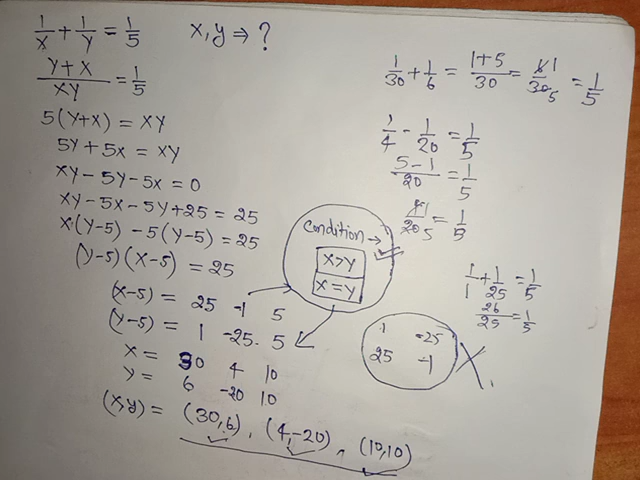 1/x + 1/y = 1/5    x, y ⇒ ?
y+x/xy = 1/5
5(y+x) = xy
5y + 5x = xy
xy - 5y - 5x = 0
xy - 5x - 5y + 25 = 25
x(y-5) - 5(y-5) = 25
(y-5)(x-5) = 25
(x-5) = 25 -1 5
(y-5) = 1 -25. 5
x = 30 4 10
y = 6 -20 10
(x,y) = (30,6), (4,-20), (10,10)
condition →
x>y
x=y
1/30 + 1/6 = 1+5/30 = 6 1/30 5 = 1/5
1/4 - 1/20 = 1/5
5-1/20 = 1/5
4 1/20 5 = 1/5
1/1 + 1/25 = 1/5
26/25 = 1/5
1 -25
25 -1
X.